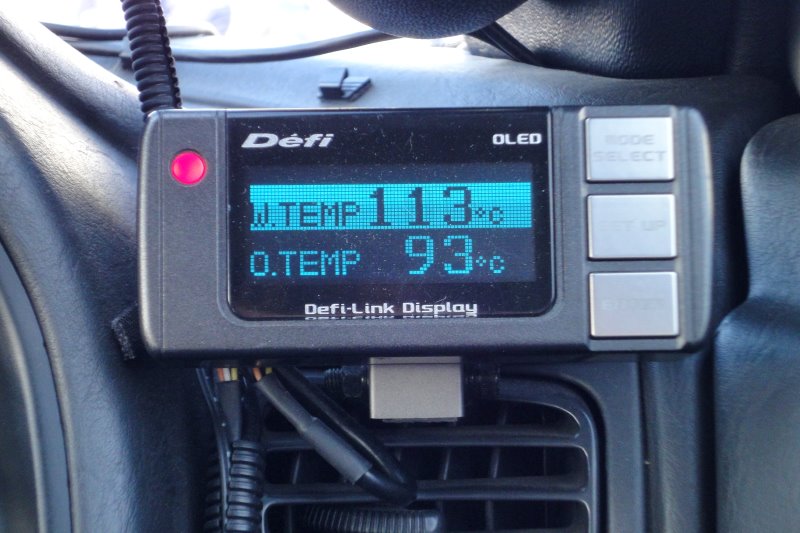 Défi
OLED
MODE
SELECT
W.TEMP 113°C
O.TEMP 93°C
Defi-Link Display